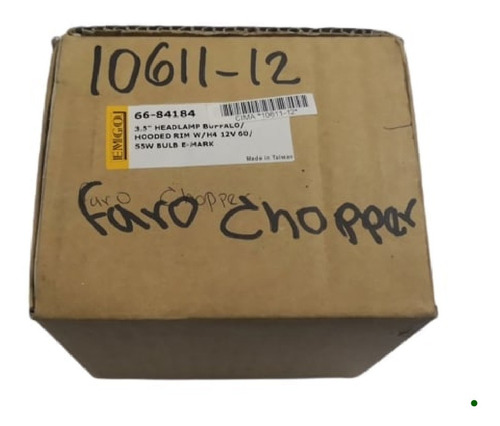 10611-12
EMGO
66-84184
CIMA "10611-12"
3.5" HEADLAMP BUFFALO/
HOODED RIM W/H4 12V 60/
55W BULB E-MARK
Made in Taiwan
Faro Chopper
Faro Chopper